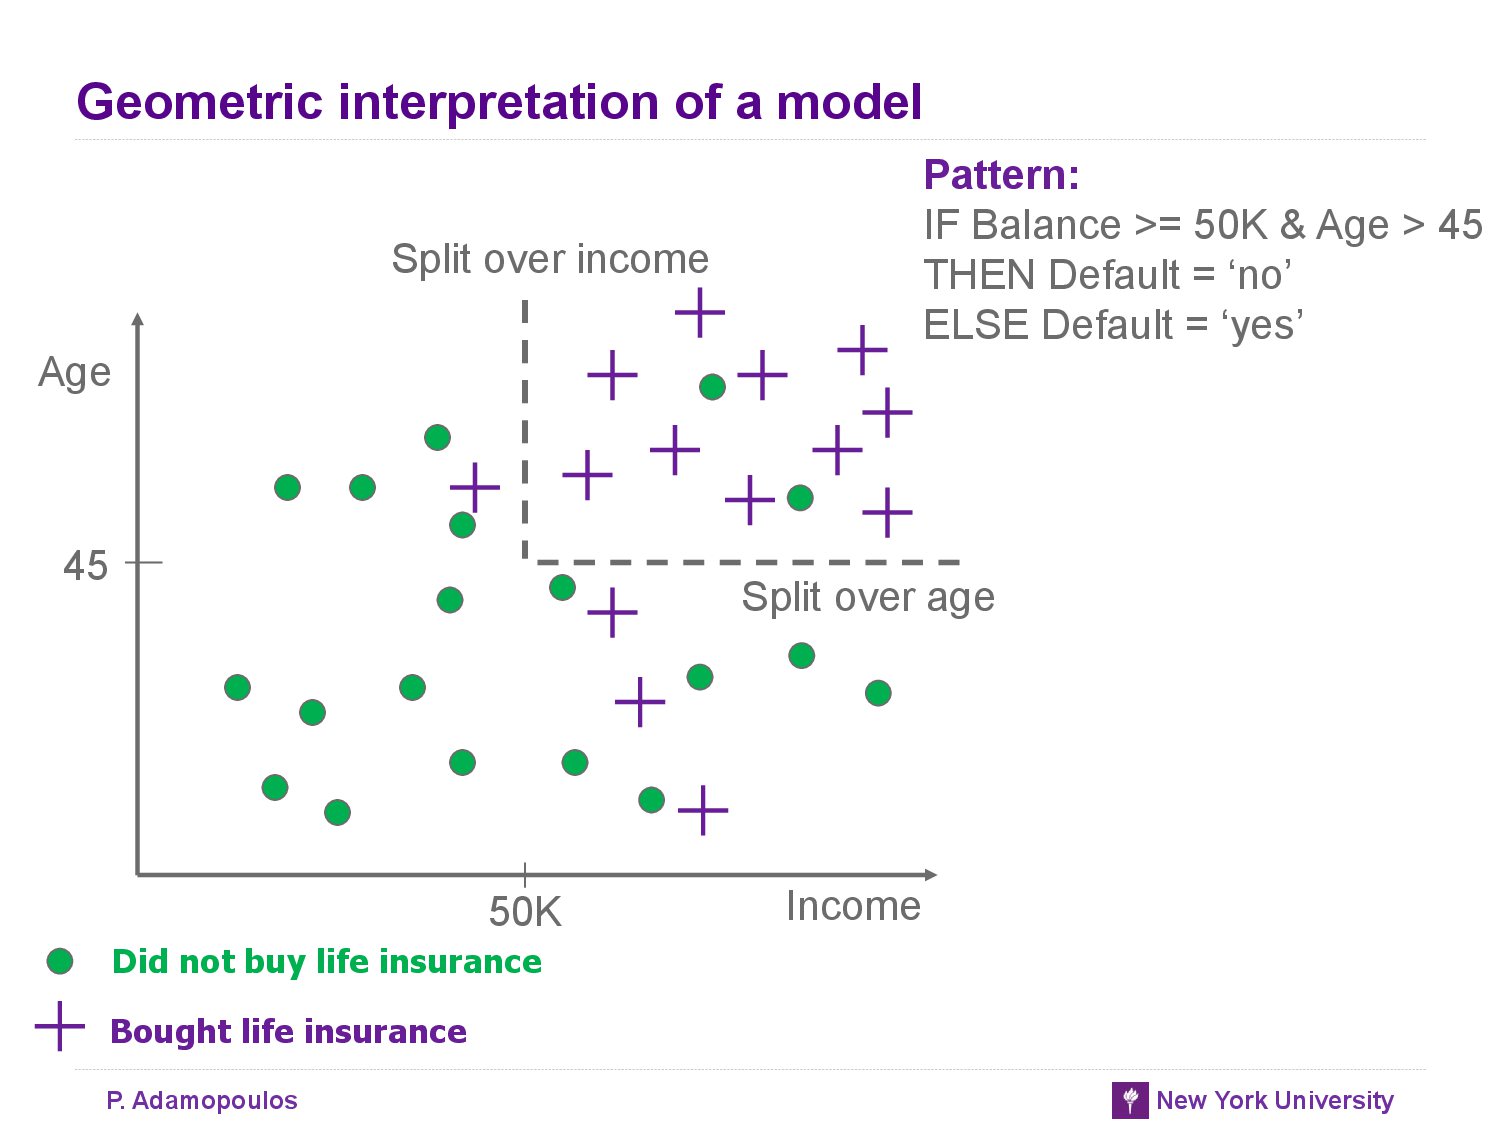 Geometric interpretation of a model
Pattern:
IF Balance >= 50K & Age > 45
THEN Default = ‘no’
ELSE Default = ‘yes’
Split over income
Age
45
Split over age
50K
Income
Did not buy life insurance
Bought life insurance
P. Adamopoulos
New York University